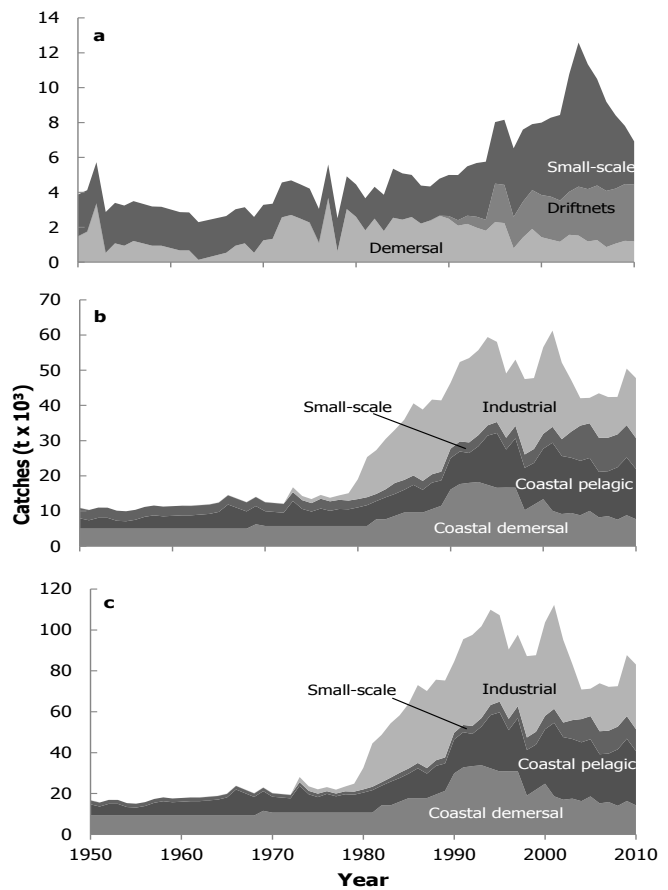 14
12
10
8
6
4
2
0
a
Small-scale
Driftnets
Demersal
70
60
50
40
30
20
10
0
b
Small-scale
Industrial
Coastal pelagic
Coastal demersal
Catches (t x 10³)
120
100
80
60
40
20
0
c
Small-scale
Industrial
Coastal pelagic
Coastal demersal
1950 1960 1970 1980 1990 2000 2010
Year